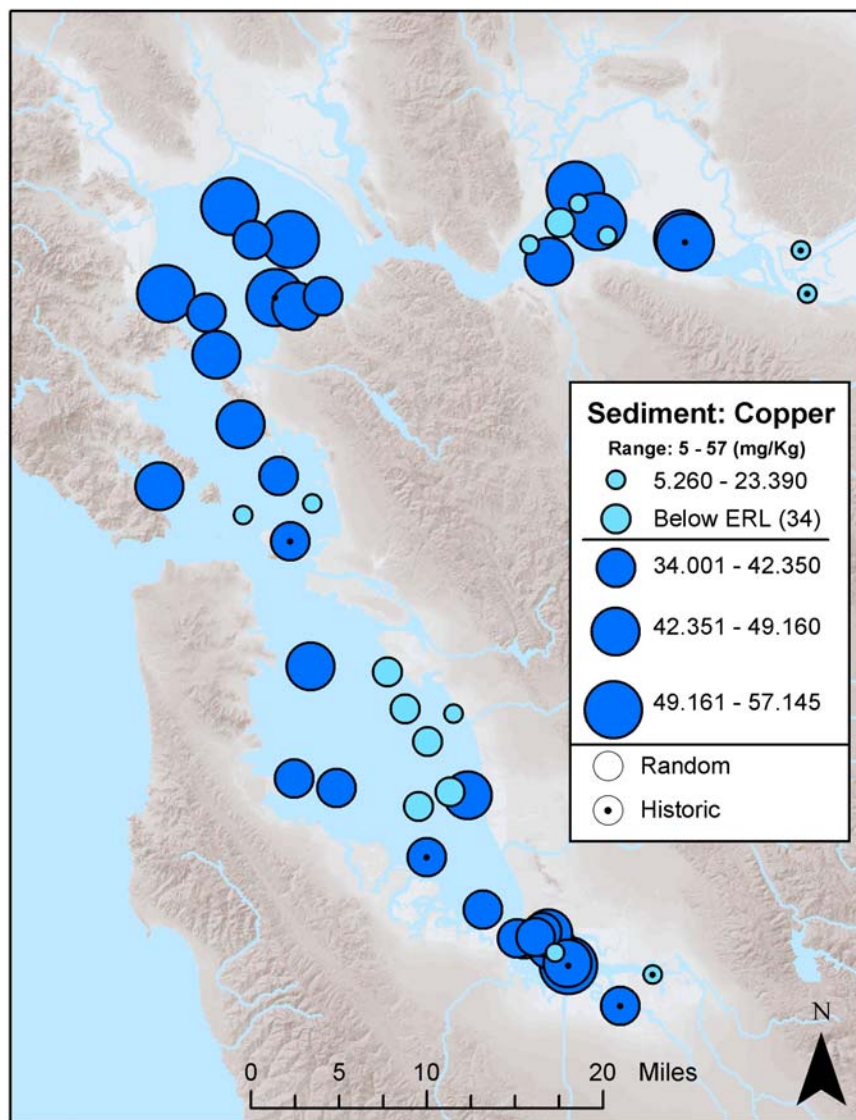 Sediment: Copper
Range: 5 - 57 (mg/Kg)
5.260 - 23.390
Below ERL (34)
34.001 - 42.350
42.351 - 49.160
49.161 - 57.145
Random
Historic
N
0 5 10 20 Miles